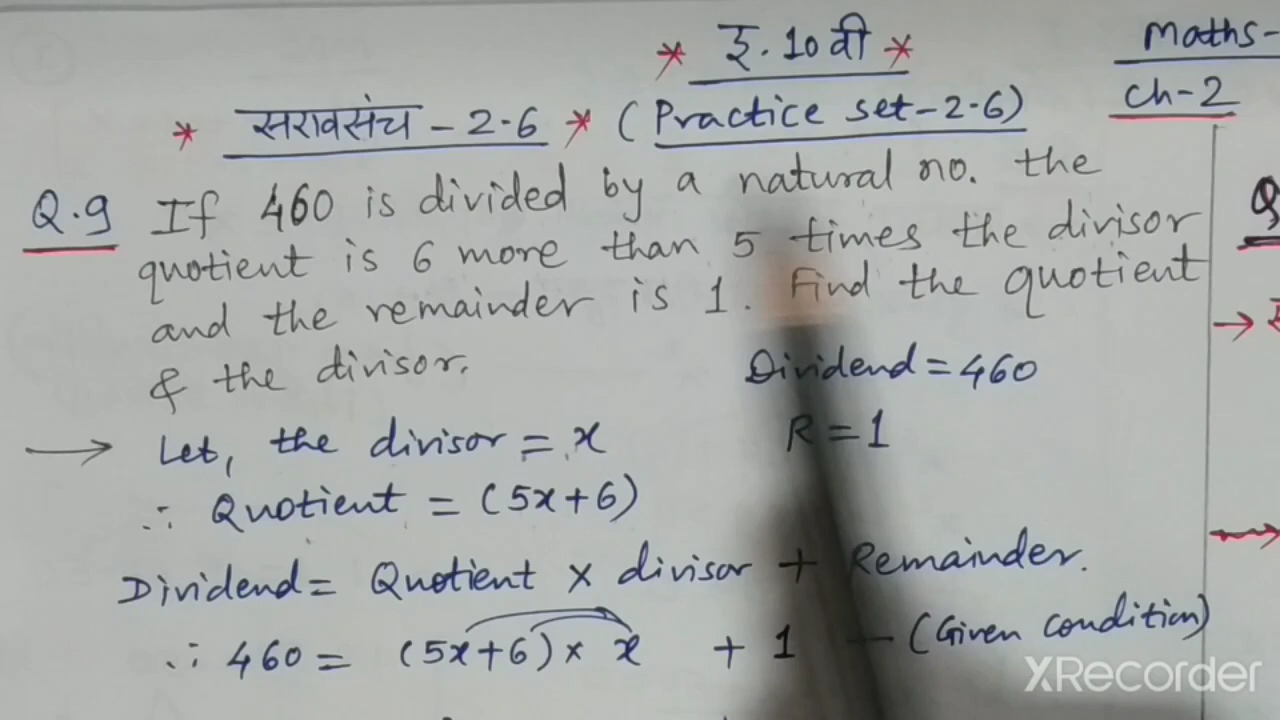 * इ. 10 वी *
Maths-
Ch-2
* सरावसंच - 2.6 * (Practice set-2.6)
Q.9 If 460 is divided by a natural no. the
quotient is 6 more than 5 times the divisor
and the remainder is 1. Find the quotient
& the divisor.
Dividend = 460
→ Let, the divisor = x
R = 1
∴ Quotient = (5x+6)
Dividend = Quotient × divisor + Remainder.
∴ 460 = (5x+6) × x + 1 - (Given condition)
XRecorder